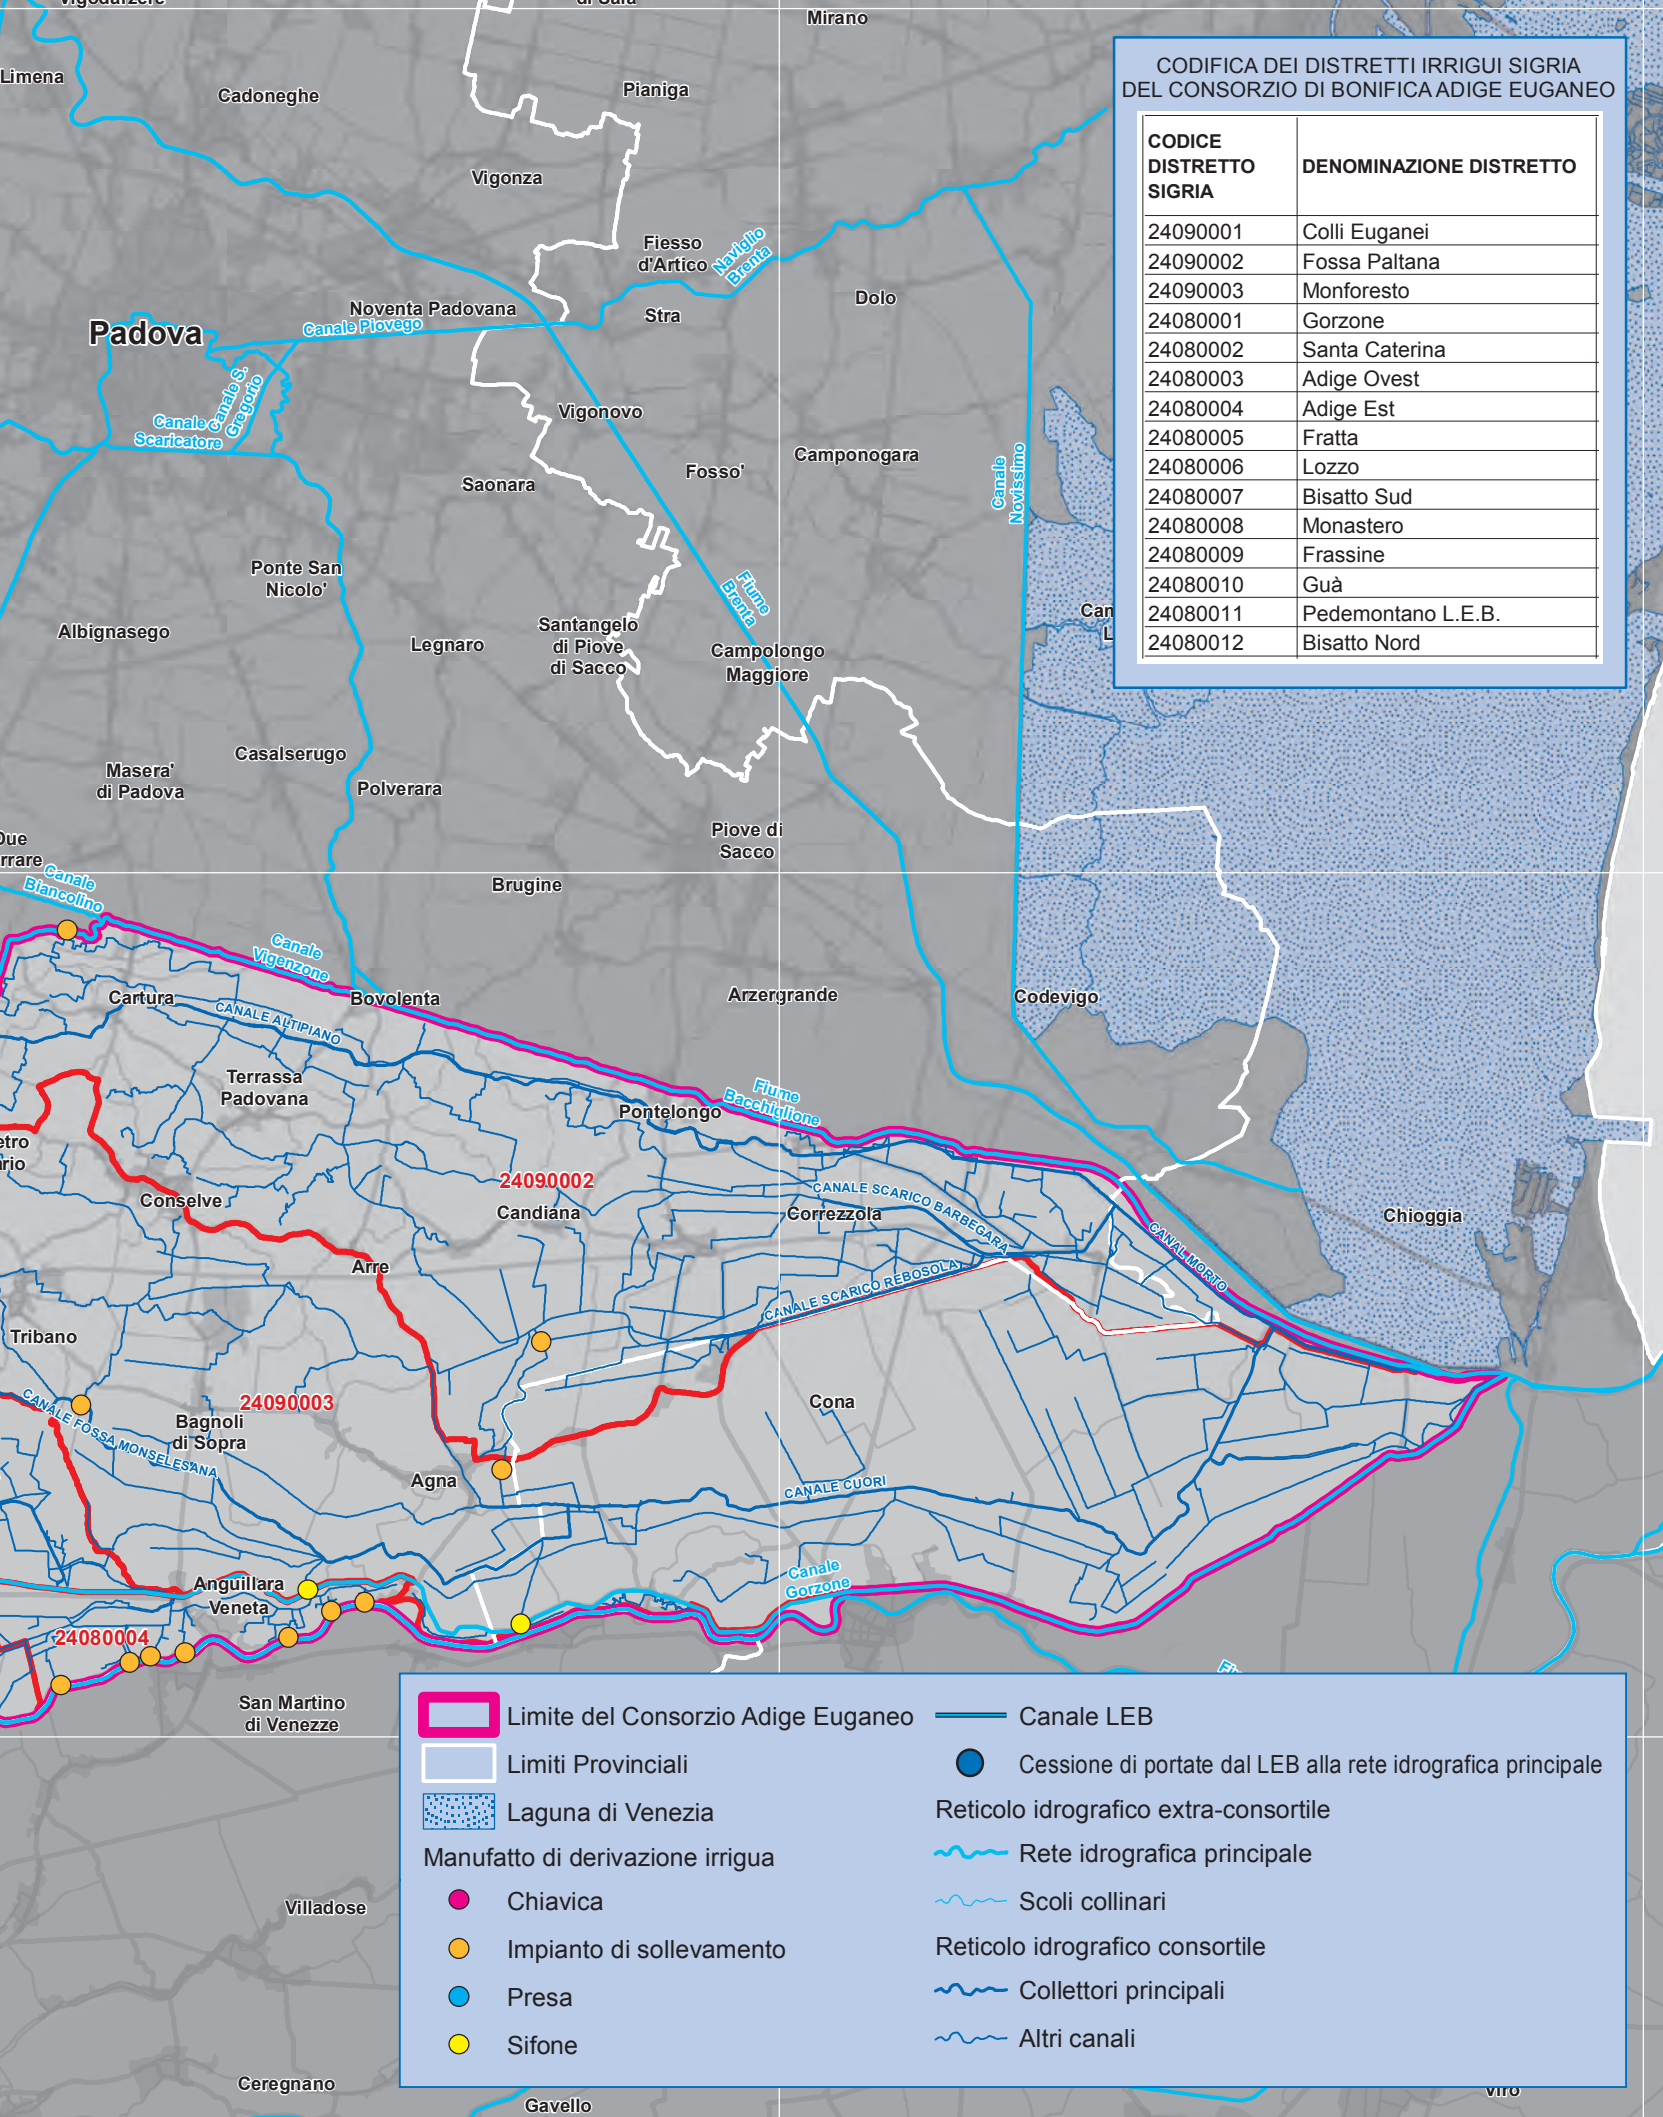 Mirano
Limena
Cadoneghe
Pianiga
Vigonza
Fiesso
d'Artico
Naviglio
Brenta
Dolo
Noventa Padovana
Stra
Padova
Canale Piovego
Canale S.
Gregorio
Canale
Scaricatore
Vigonovo
Camponogara
Fosso'
Saonara
Canale
Novissimo
Ponte San
Nicolo'
Fiume
Brenta
Albignasego
Legnaro
Santangelo
di Piove
di Sacco
Campolongo
Maggiore
Casalserugo
Masera'
di Padova
Polverara
Piove di
Sacco
Due
rrare
Canale
Biancolino
Brugine
Canale
Vigenzone
Cartura
Bovolenta
Arzergrande
Codevigo
CANALE ALTIPIANO
Terrassa
Padovana
Pontelongo
Fiume
Bacchiglione
etro
rio
24090002
Conselve
Candiana
CANALE SCARICO BARBEGARA
Correzzola
Chioggia
CANAL MORTO
Arre
CANALE SCARICO REBOSOLA
Tribano
24090003
Cona
CANALE FOSSA MONSELESANA
Bagnoli
di Sopra
Agna
CANALE CUORI
Canale
Gorzone
Anguillara
Veneta
24080004
San Martino
di Venezze
Villadose
Ceregnano
Gavello
CODIFICA DEI DISTRETTI IRRIGUI SIGRIA
DEL CONSORZIO DI BONIFICA ADIGE EUGANEO
CODICE
DISTRETTO
SIGRIA
DENOMINAZIONE DISTRETTO
24090001 Colli Euganei
24090002 Fossa Paltana
24090003 Monforesto
24080001 Gorzone
24080002 Santa Caterina
24080003 Adige Ovest
24080004 Adige Est
24080005 Fratta
24080006 Lozzo
24080007 Bisatto Sud
24080008 Monastero
24080009 Frassine
24080010 Guà
24080011 Pedemontano L.E.B.
24080012 Bisatto Nord
Limite del Consorzio Adige Euganeo
Limiti Provinciali
Laguna di Venezia
Manufatto di derivazione irrigua
Chiavica
Impianto di sollevamento
Presa
Sifone
Canale LEB
Cessione di portate dal LEB alla rete idrografica principale
Reticolo idrografico extra-consortile
Rete idrografica principale
Scoli collinari
Reticolo idrografico consortile
Collettori principali
Altri canali